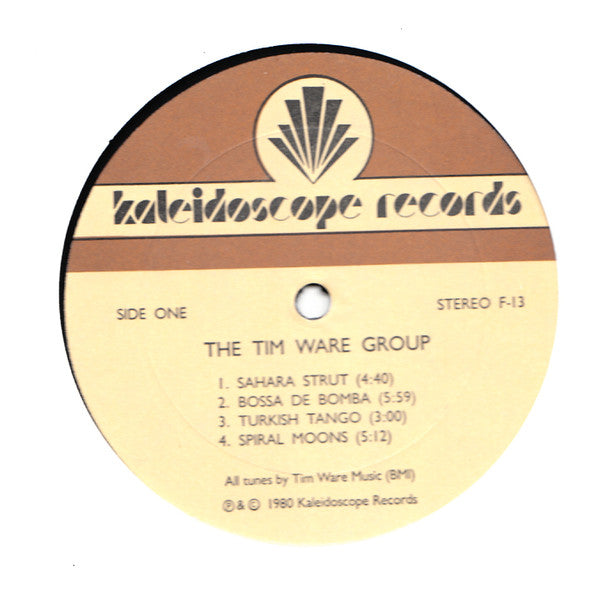 kaleidoscope records
SIDE ONE
STEREO F-13
THE TIM WARE GROUP
1. SAHARA STRUT (4:40)
2. BOSSA DE BOMBA (5:59)
3. TURKISH TANGO (3:00)
4. SPIRAL MOONS (5:12)
All tunes by Tim Ware Music (BMI)
℗ & © 1980 Kaleidoscope Records